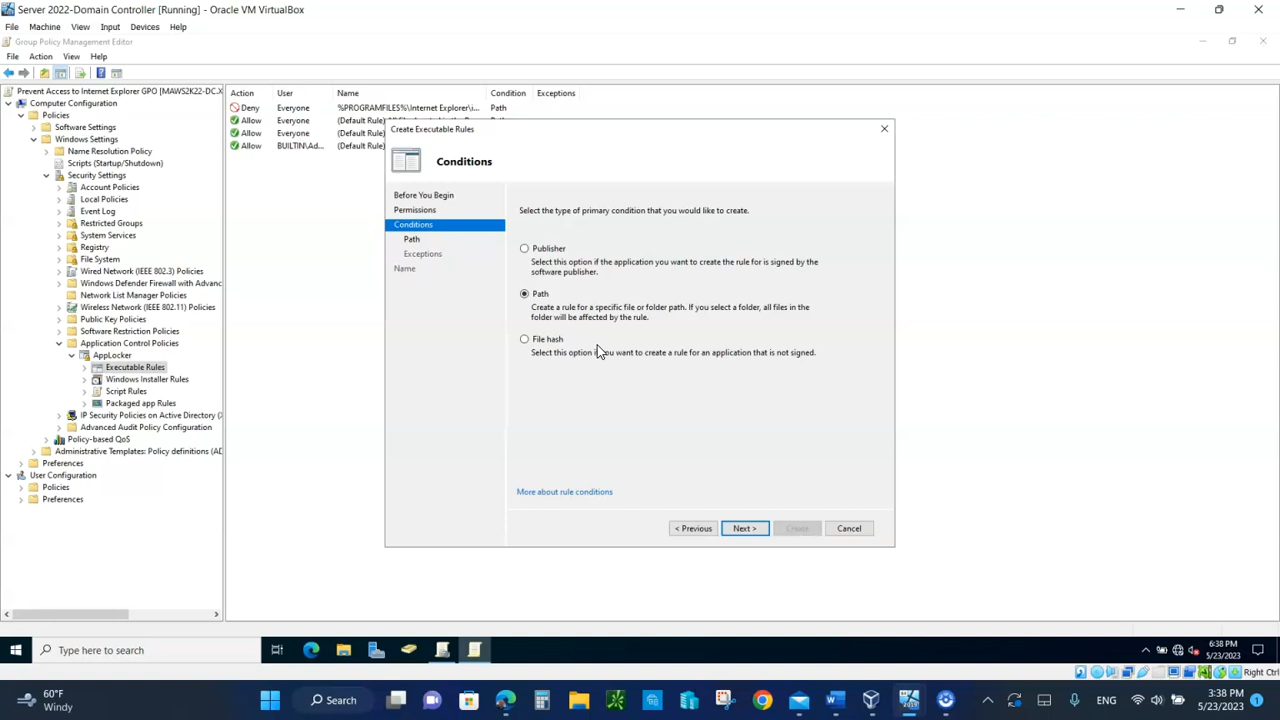 Server 2022-Domain Controller [Running] - Oracle VM VirtualBox
File Machine View Input Devices Help
Group Policy Management Editor
File Action View Help
Prevent Access to Internet Explorer GPO [MAWS2K22-DC.X
Computer Configuration
Policies
Software Settings
Windows Settings
Name Resolution Policy
Scripts (Startup/Shutdown)
Security Settings
Account Policies
Local Policies
Event Log
Restricted Groups
System Services
Registry
File System
Wired Network (IEEE 802.3) Policies
Windows Defender Firewall with Advanc
Network List Manager Policies
Wireless Network (IEEE 802.11) Policies
Public Key Policies
Software Restriction Policies
Application Control Policies
AppLocker
Executable Rules
Windows Installer Rules
Script Rules
Packaged app Rules
IP Security Policies on Active Directory (
Advanced Audit Policy Configuration
Policy-based QoS
Administrative Templates: Policy definitions (AD
Preferences
User Configuration
Policies
Preferences
Action User Name Condition Exceptions
Deny Everyone %PROGRAMFILES%\Internet Explorer\i... Path
Allow Everyone (Default Rule)
Allow Everyone (Default Rule)
Allow BUILTIN\Ad... (Default Rule)
Create Executable Rules
Conditions
Before You Begin
Permissions
Conditions
Path
Exceptions
Name
Select the type of primary condition that you would like to create.
Publisher
Select this option if the application you want to create the rule for is signed by the
software publisher.
Path
Create a rule for a specific file or folder path. If you select a folder, all files in the
folder will be affected by the rule.
File hash
Select this option if you want to create a rule for an application that is not signed.
More about rule conditions
< Previous Next > Create Cancel
Type here to search
6:38 PM
5/23/2023
Right Ctrl
60°F
Windy
Search
ENG
3:38 PM
5/23/2023
1